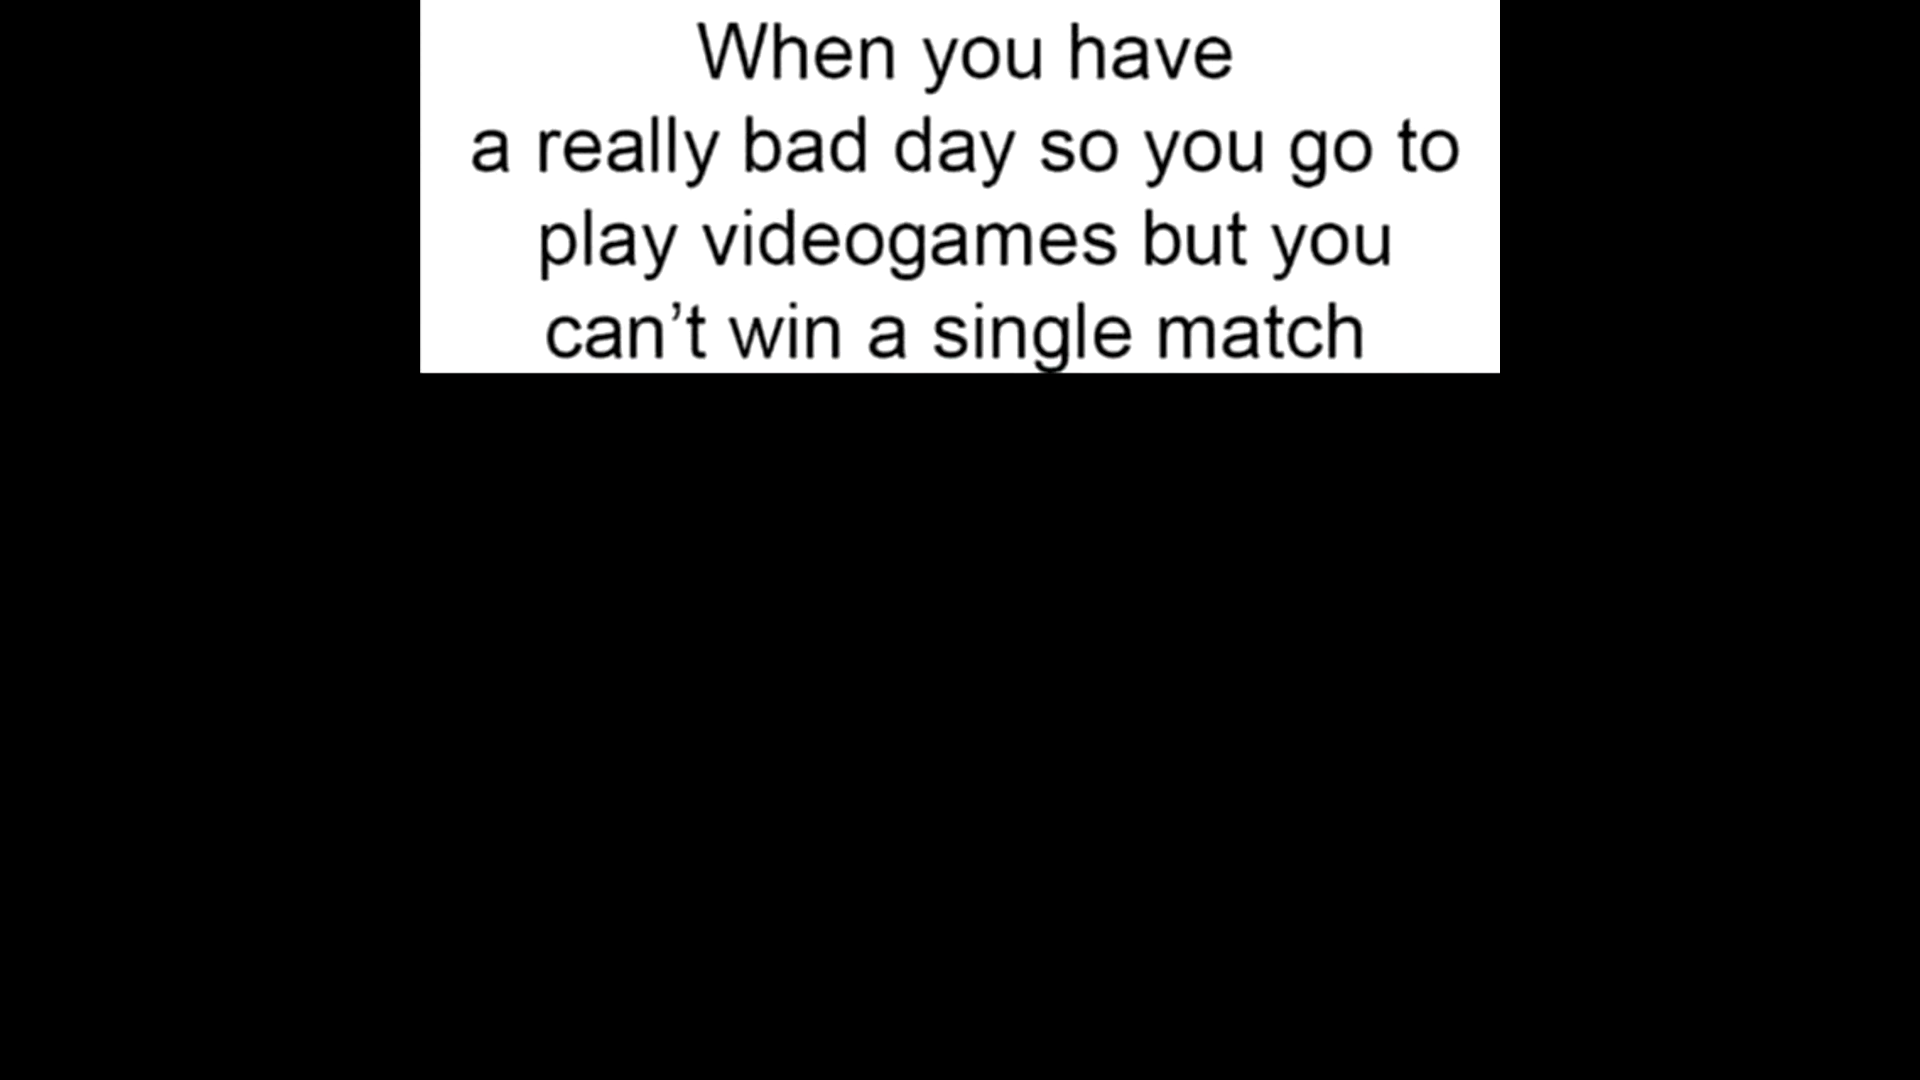 When you have
a really bad day so you go to
play videogames but you
can’t win a single match